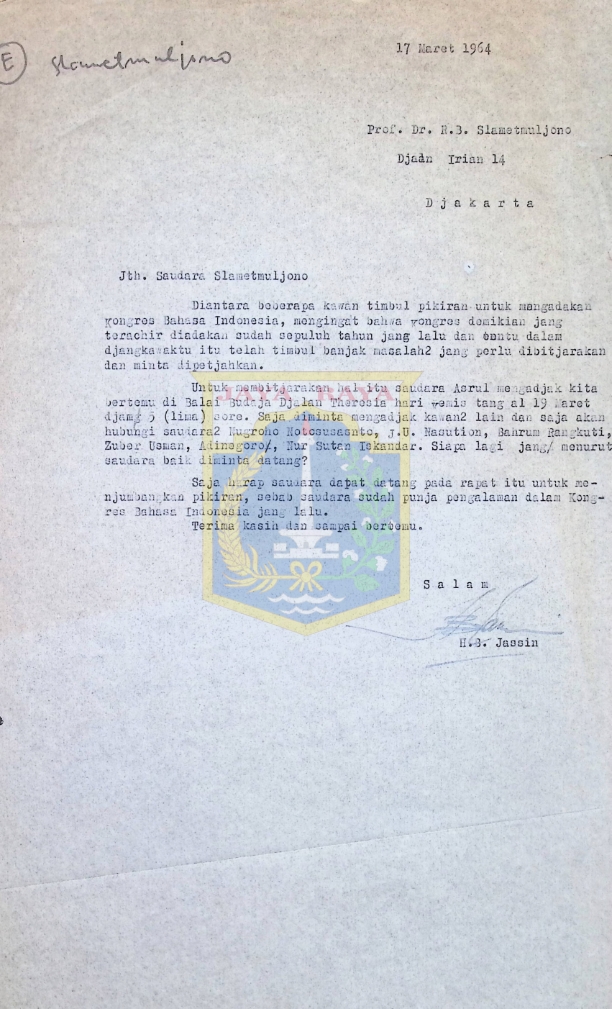 E
Slametmuljono
17 Maret 1964
Prof. Dr. R.B. Slametmuljono
Djadn Irian 14
D j a k a r t a
Jth. Saudara Slametmuljono
Diantara beberapa kawan timbul pikiran untuk mengadakan
kongres Bahasa Indonesia, mengingat bahwa kongres demikian jang
terachir diadakan sudah sepuluh tahun jang lalu dan tentu dalam
djangkawaktu itu telah timbul banjak masalah2 jang perlu dibitjarakan
dan minta dipetjahkan.
Untuk membitjarakan hal itu saudara Asrul mengadjak kita
bertemu di Balai Budaja Djalan Theresia hari Kemis tang al 19 Maret
djam 5 (lima) sore. Saja diminta mengadjak kawan2 lain dan saja akan
hubungi saudara2 Nugroho Notosusanto, J.U. Nasution, Bahrum Rangkuti,
Zuber Usman, Adinegoro/, Nur Sutan Iskandar. Siapa lagi jang/ menurut
saudara baik diminta datang?
Saja harap saudara dapat datang pada rapat itu untuk me-
njumbangkan pikiran, sebab saudara sudah punja pengalaman dalam Kong-
res Bahasa Indonesia jang lalu.
Terima kasih dan sampai bertemu.
S a l a m
H.B. Jassin
JAYA RAYA